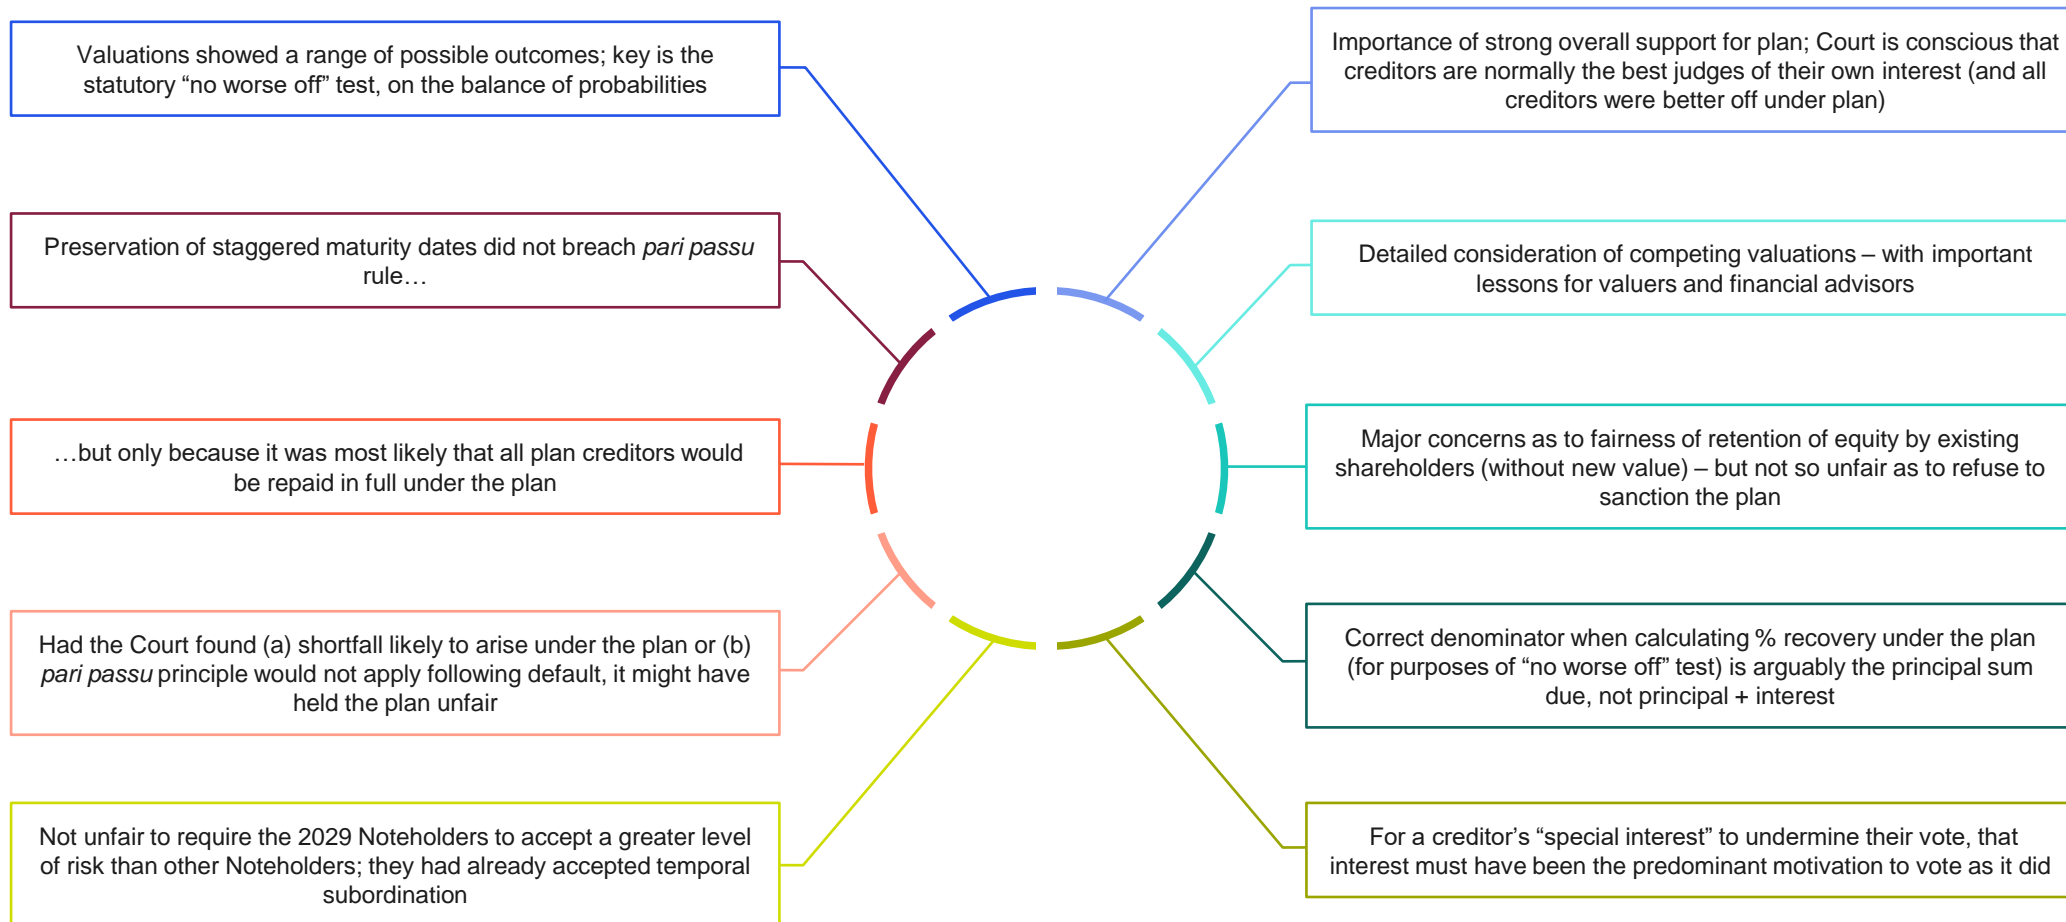 Valuations showed a range of possible outcomes; key is the
statutory “no worse off” test, on the balance of probabilities
Preservation of staggered maturity dates did not breach pari passu
rule…
…but only because it was most likely that all plan creditors would
be repaid in full under the plan
Had the Court found (a) shortfall likely to arise under the plan or (b)
pari passu principle would not apply following default, it might have
held the plan unfair
Not unfair to require the 2029 Noteholders to accept a greater level
of risk than other Noteholders; they had already accepted temporal
subordination
Importance of strong overall support for plan; Court is conscious that
creditors are normally the best judges of their own interest (and all
creditors were better off under plan)
Detailed consideration of competing valuations – with important
lessons for valuers and financial advisors
Major concerns as to fairness of retention of equity by existing
shareholders (without new value) – but not so unfair as to refuse to
sanction the plan
Correct denominator when calculating % recovery under the plan
(for purposes of “no worse off” test) is arguably the principal sum
due, not principal + interest
For a creditor’s “special interest” to undermine their vote, that
interest must have been the predominant motivation to vote as it did